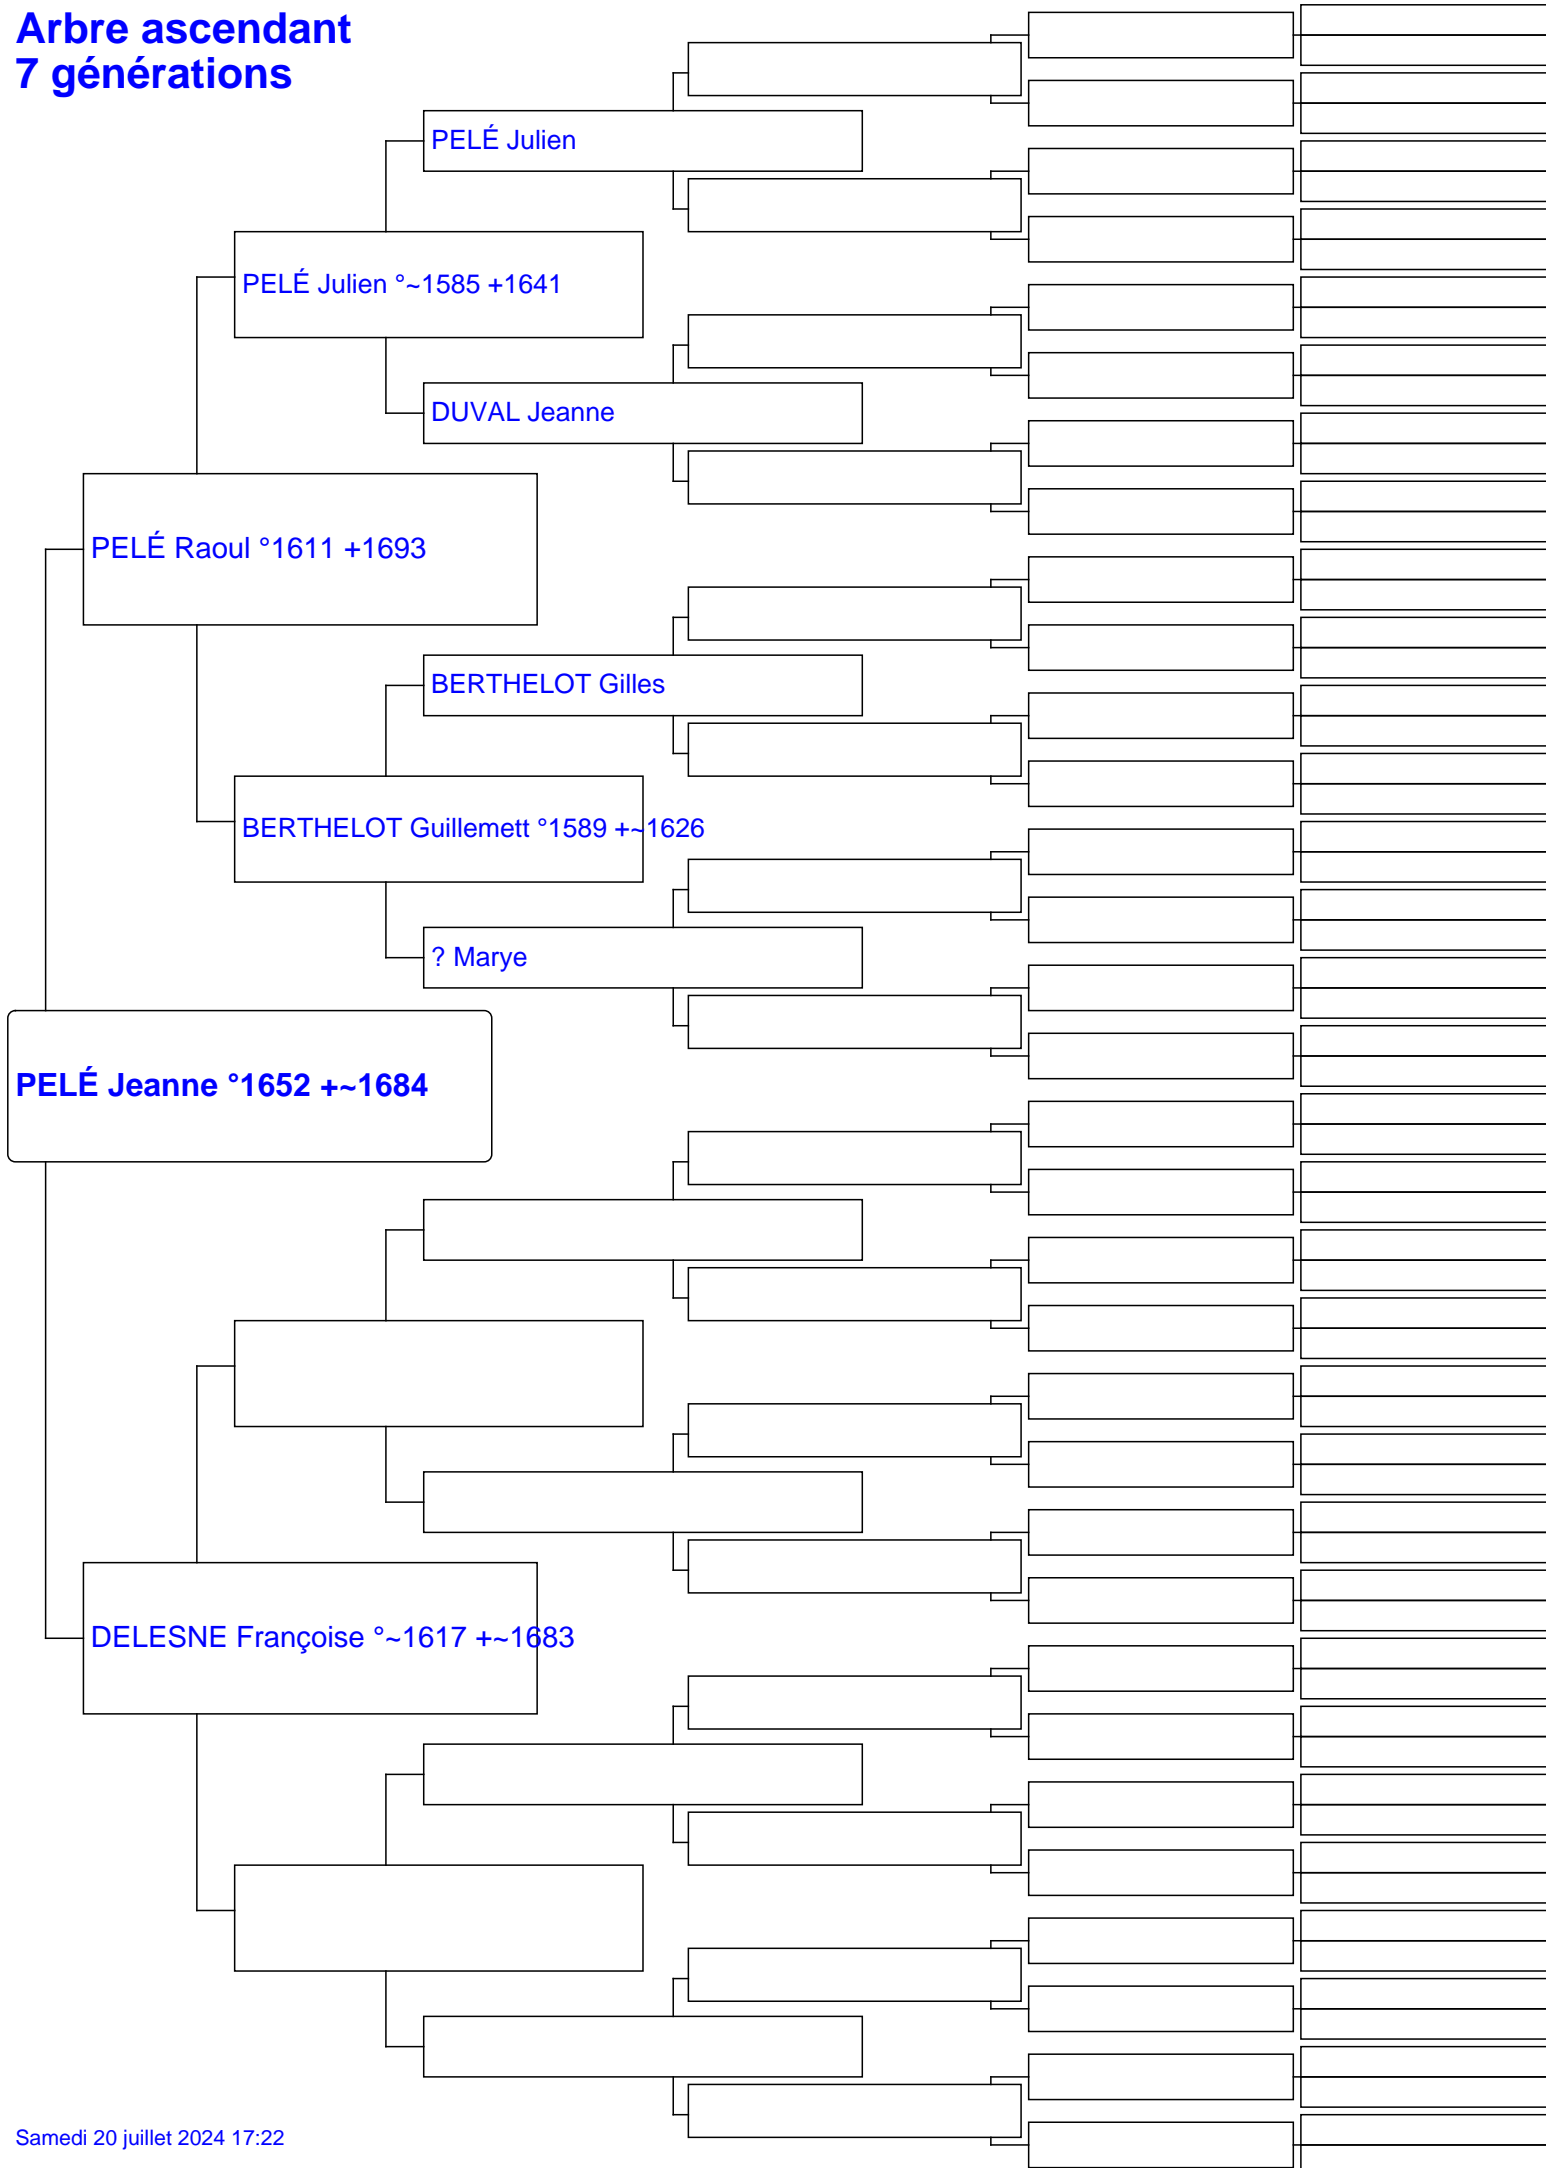 Arbre ascendant
7 générations
PELÉ Julien
PELÉ Julien °~1585 +1641
DUVAL Jeanne
PELÉ Raoul °1611 +1693
BERTHELOT Gilles
BERTHELOT Guillemett °1589 +~1626
? Marye
PELÉ Jeanne °1652 +~1684
DELESNE Françoise °~1617 +~1683
Samedi 20 juillet 2024 17:22